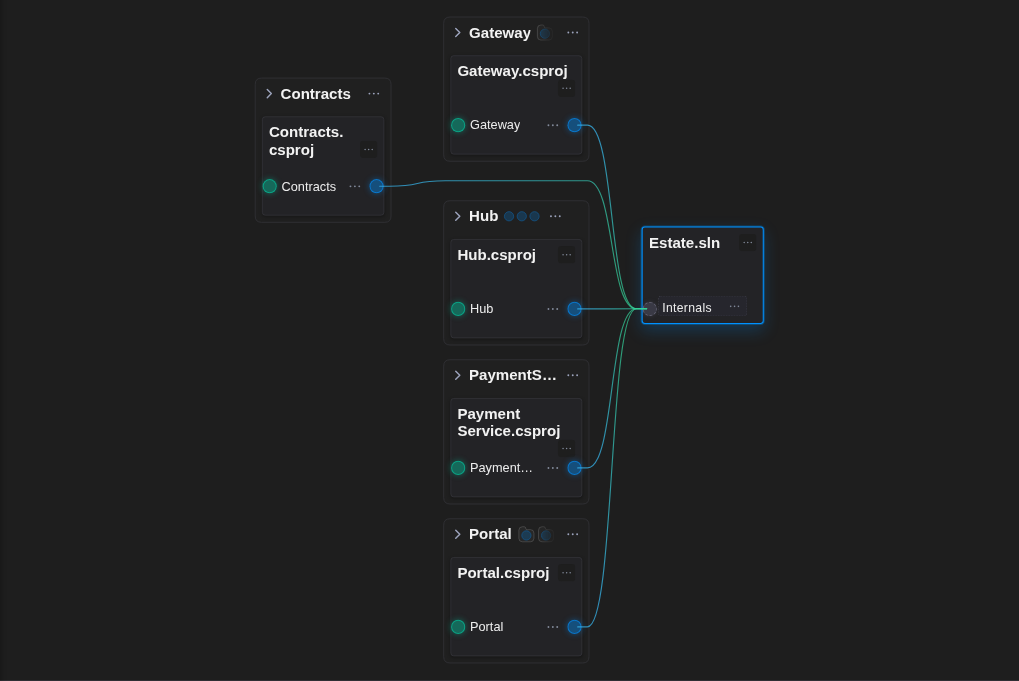 Gateway
Gateway.csproj
Gateway
Contracts
Contracts.
csproj
Contracts
Hub
Hub.csproj
Hub
Estate.sln
Internals
PaymentS...
Payment
Service.csproj
Payment...
Portal
Portal.csproj
Portal